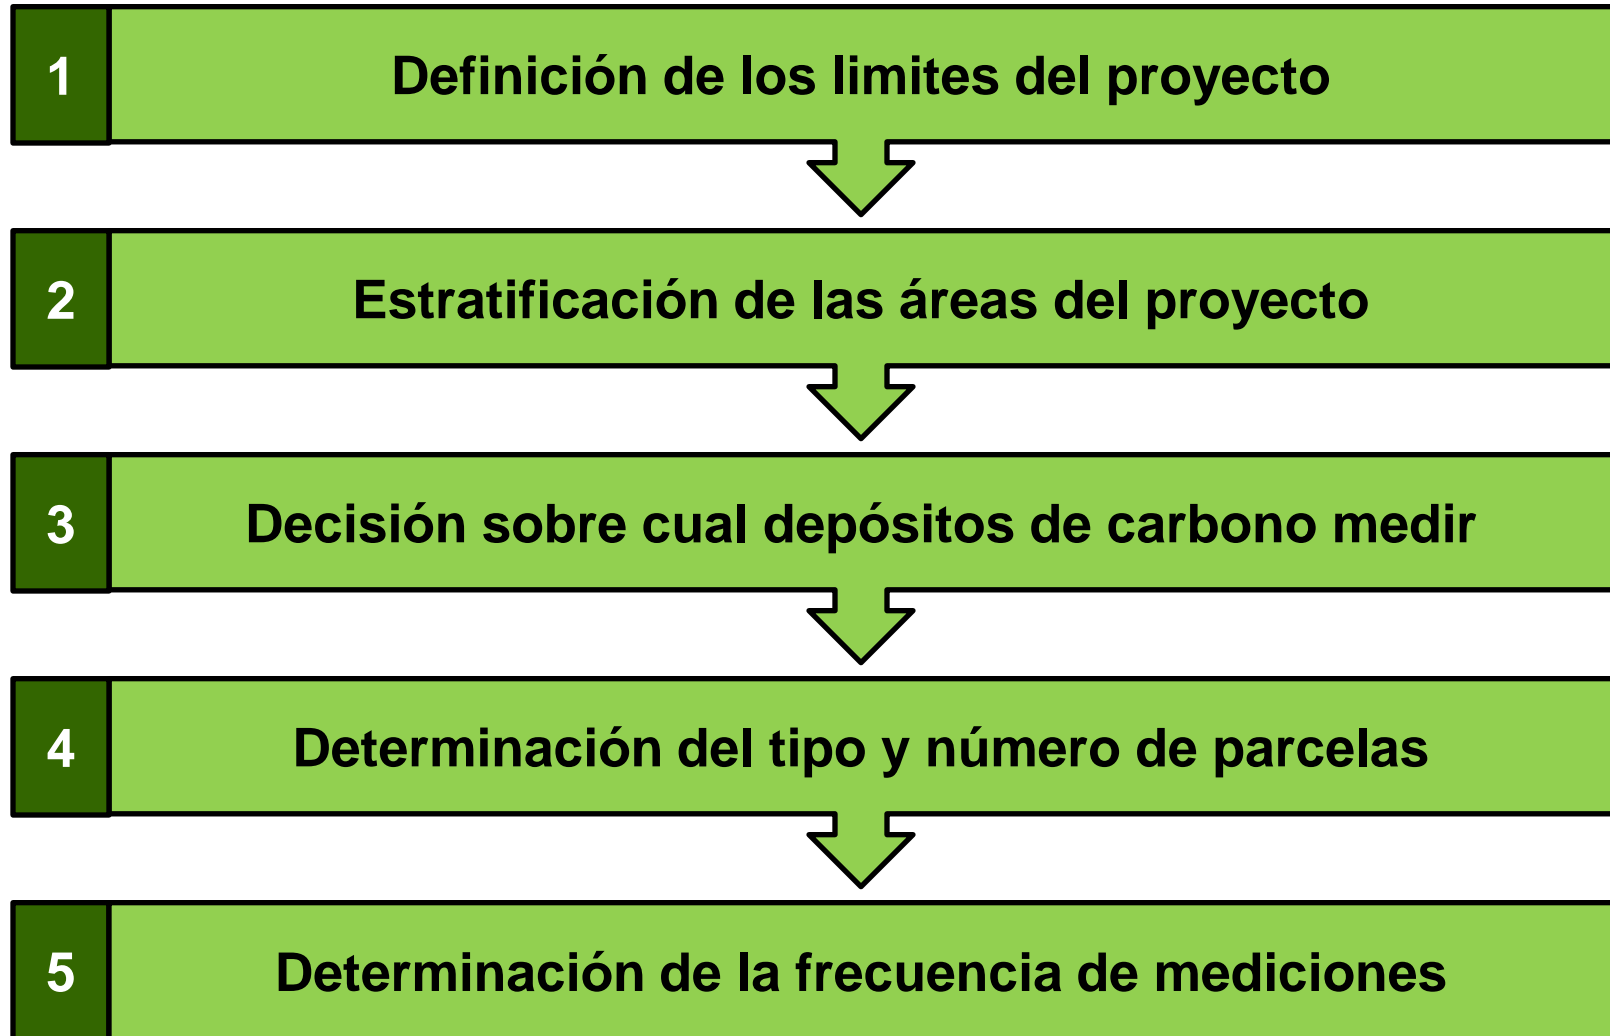 1 Definición de los limites del proyecto
2 Estratificación de las áreas del proyecto
3 Decisión sobre cual depósitos de carbono medir
4 Determinación del tipo y número de parcelas
5 Determinación de la frecuencia de mediciones